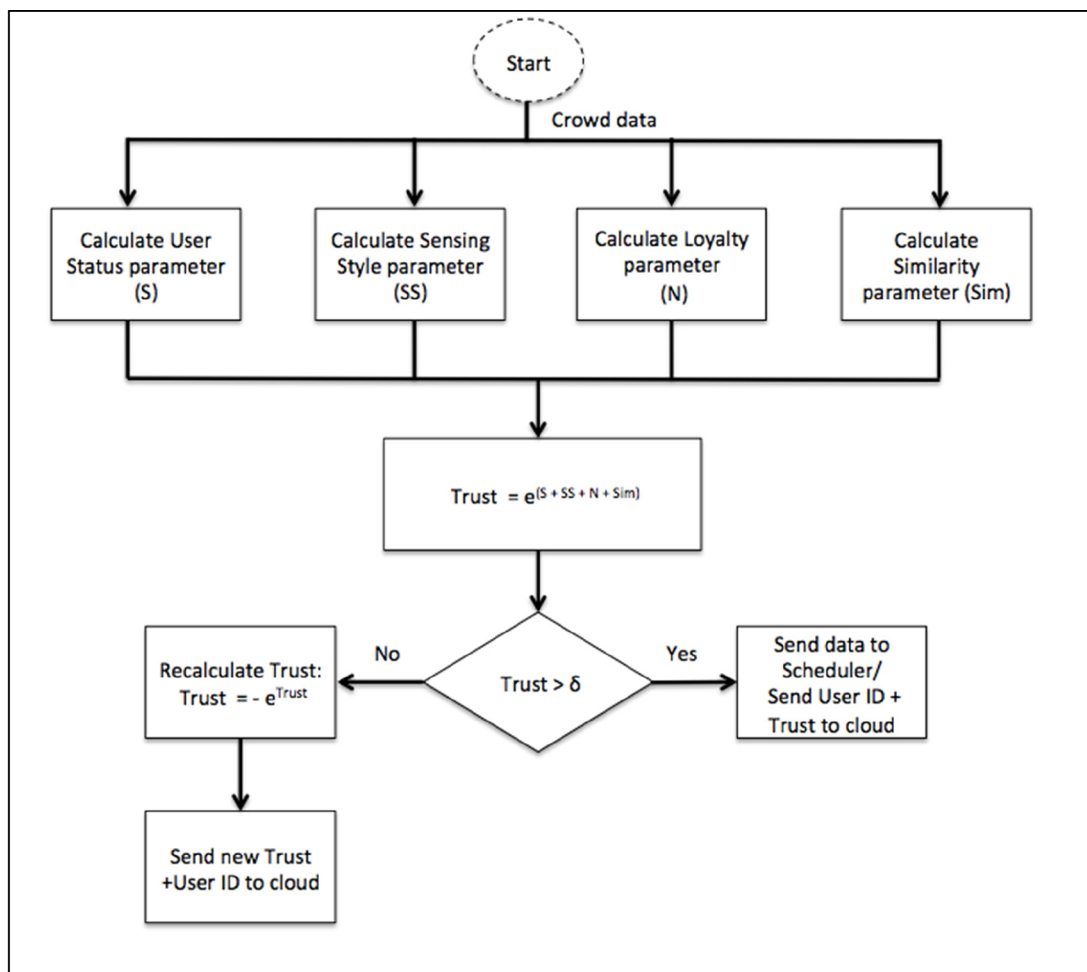 Start
Crowd data
Calculate User
Status parameter
(S)
Calculate Sensing
Style parameter
(SS)
Calculate Loyalty
parameter
(N)
Calculate
Similarity
parameter (Sim)
Trust = e^(S + SS + N + Sim)
Trust > δ
No
Yes
Recalculate Trust:
Trust = - e^Trust
Send data to
Scheduler/
Send User ID +
Trust to cloud
Send new Trust
+User ID to cloud